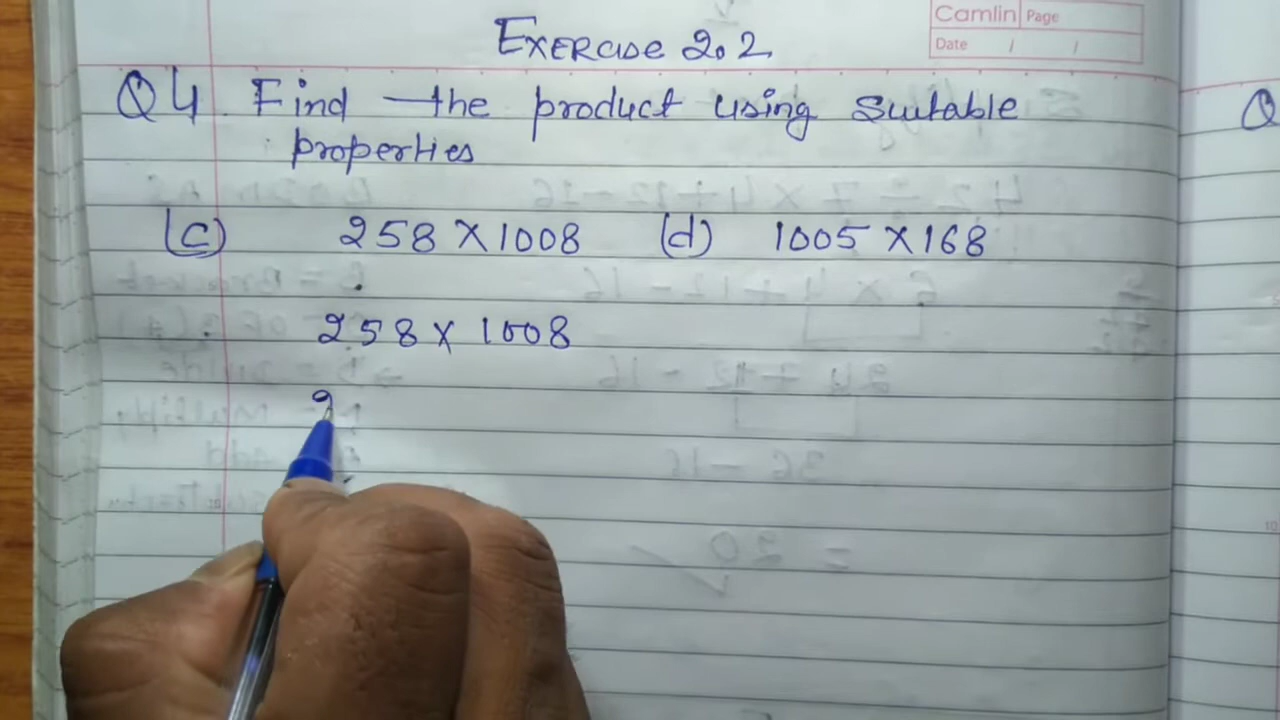 Camlin Page
Date / /
Exercise 2.2
Q4 Find the product using Suitable
properties
(c) 258 × 1008 (d) 1005 × 168
258 × 1008
2
Q